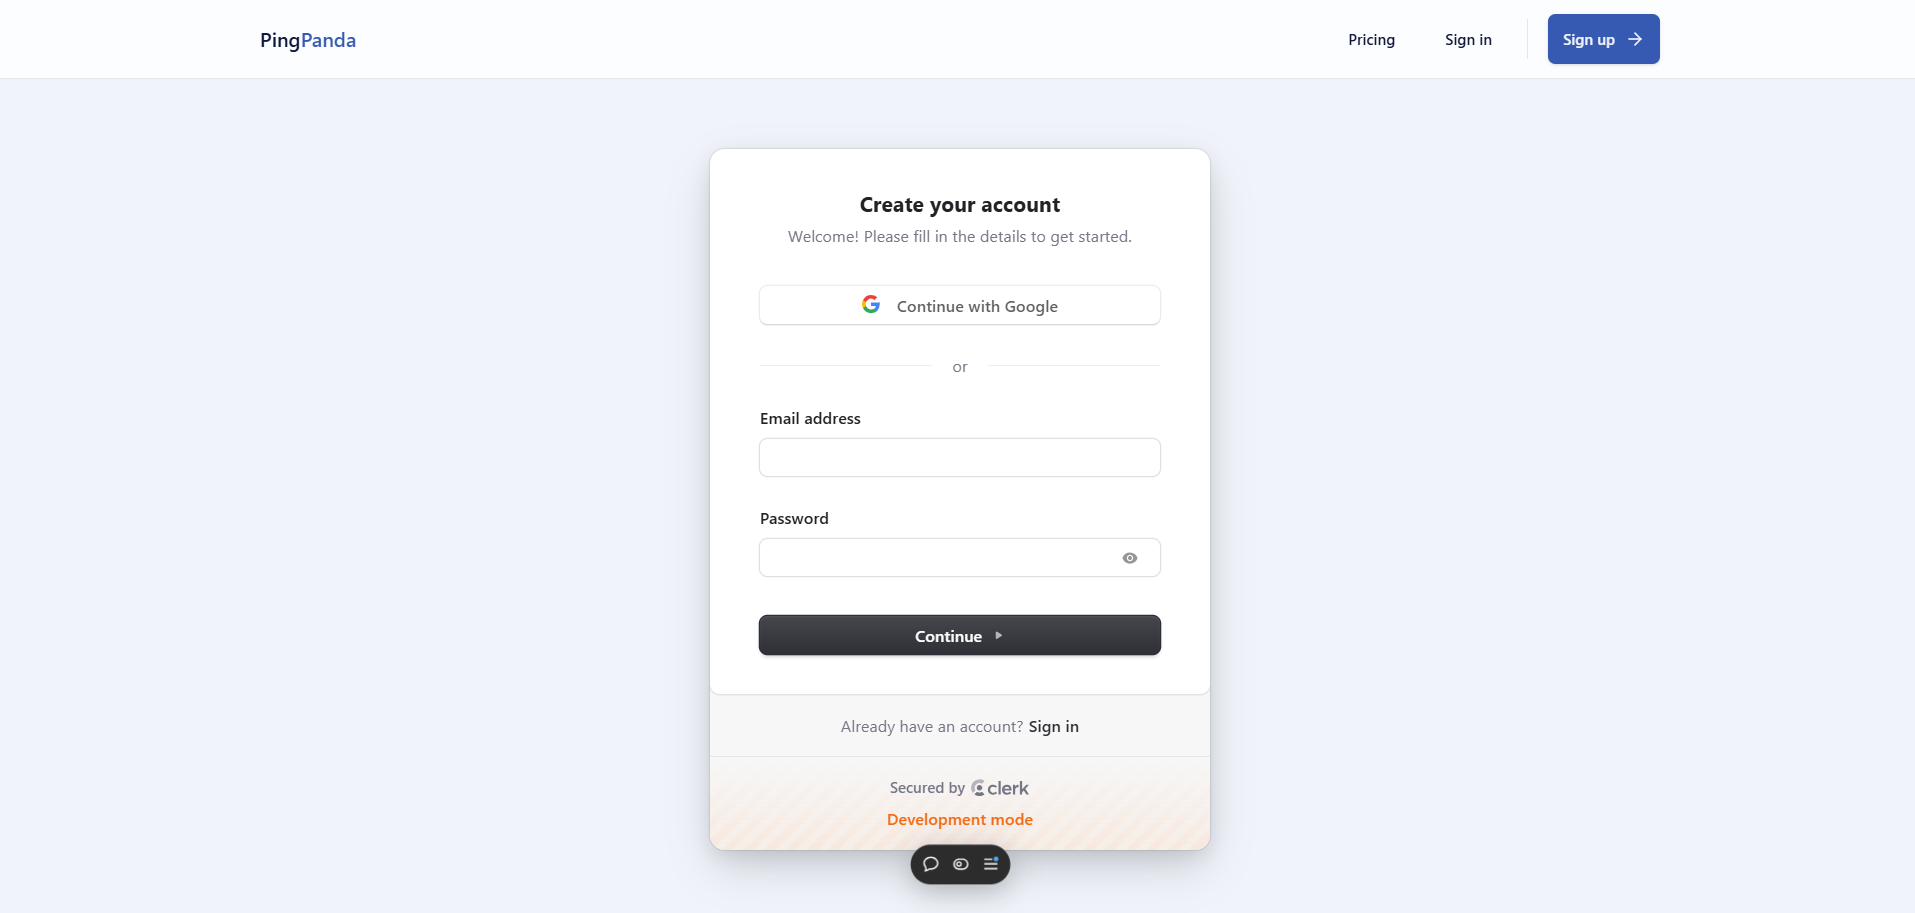 PingPanda
Pricing
Sign in
Sign up
Create your account
Welcome! Please fill in the details to get started.
Continue with Google
or
Email address
Password
Continue
Already have an account? Sign in
Secured by clerk
Development mode